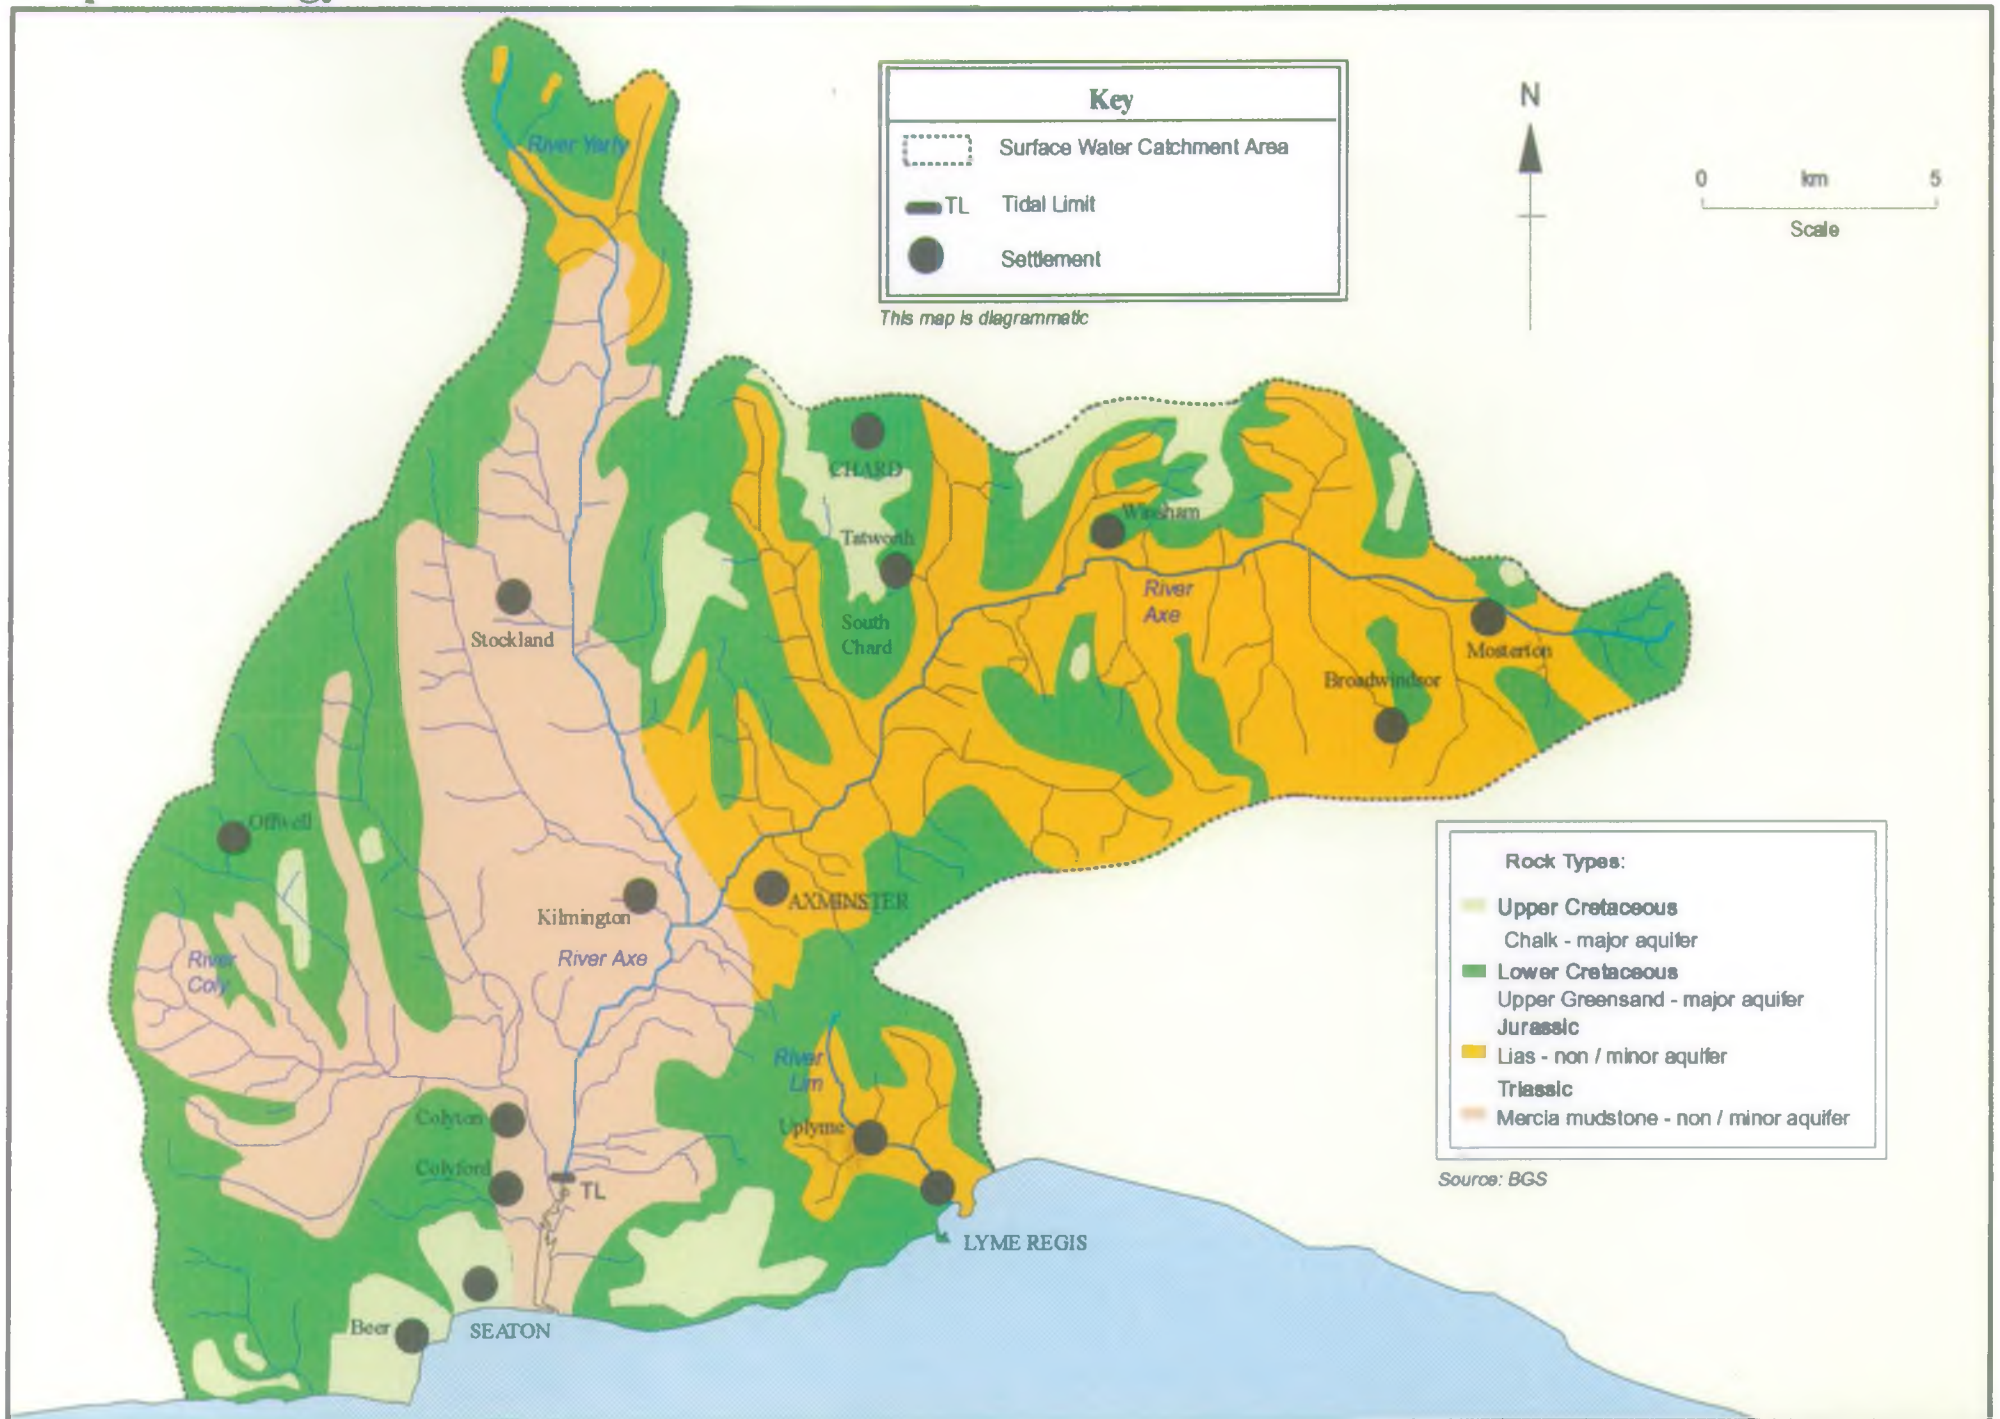 Key
Surface Water Catchment Area
TL Tidal Limit
Settlement
This map is diagrammatic
N
0 km 5
Scale
River Yarty
CHARD
Tatworth
South
Chard
Winsham
River
Axe
Mosterton
Broadwindsor
Stockland
Offwell
Kilmington
AXMINSTER
River Axe
River
Coly
River
Lim
Uplyme
Colyton
Colyford
TL
LYME REGIS
Beer
SEATON
Rock Types:
Upper Cretaceous
Chalk - major aquifer
Lower Cretaceous
Upper Greensand - major aquifer
Jurassic
Lias - non / minor aquifer
Triassic
Mercia mudstone - non / minor aquifer
Source: BGS